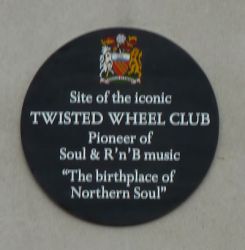 Site of the iconic
TWISTED WHEEL CLUB
Pioneer of
Soul & R'n'B music
"The birthplace of
Northern Soul"